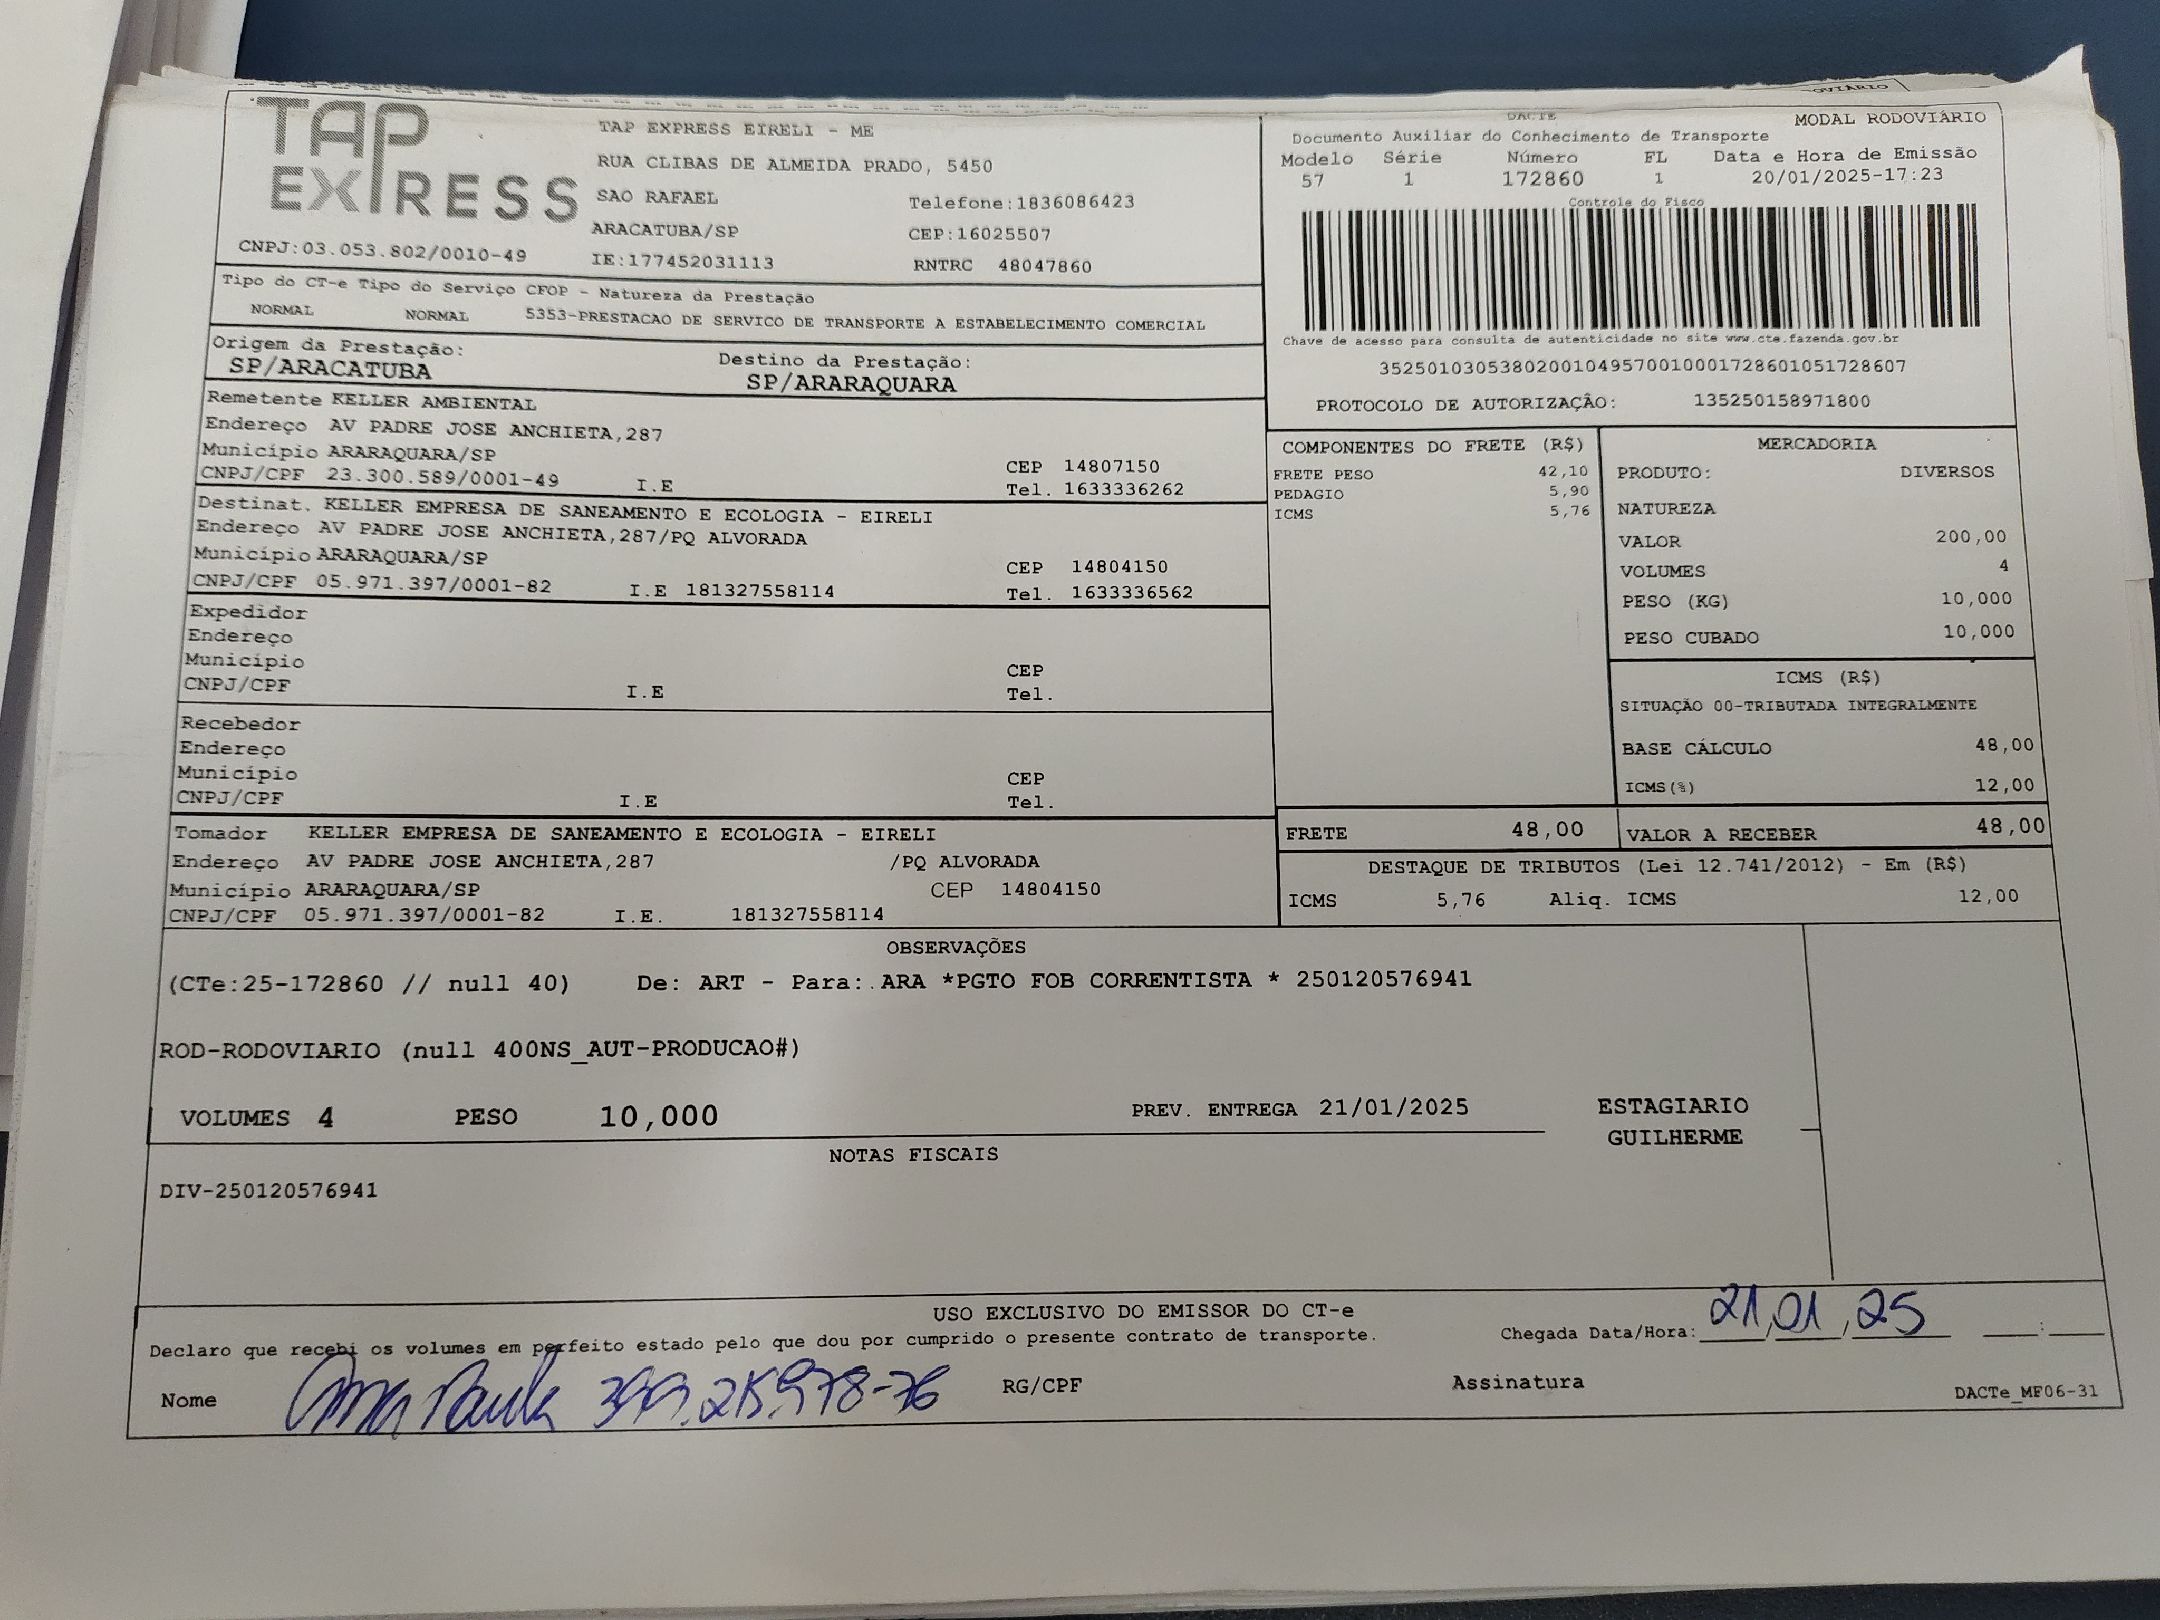 OVIÁRIO
TAP EXPRESS
TAP EXPRESS EIRELI - ME
RUA CLIBAS DE ALMEIDA PRADO, 5450
SAO RAFAEL Telefone:1836086423
ARACATUBA/SP CEP:16025507
CNPJ:03.053.802/0010-49 IE:177452031113 RNTRC 48047860
DACTE MODAL RODOVIÁRIO
Documento Auxiliar do Conhecimento de Transporte
Modelo Série Número FL Data e Hora de Emissão
57 1 172860 1 20/01/2025-17:23
Controle do Fisco
Chave de acesso para consulta de autenticidade no site www.cte.fazenda.gov.br
35250103053802001049570010001728601051728607
PROTOCOLO DE AUTORIZAÇÃO: 135250158971800
Tipo do CT-e Tipo do Serviço CFOP - Natureza da Prestação
NORMAL NORMAL 5353-PRESTACAO DE SERVICO DE TRANSPORTE A ESTABELECIMENTO COMERCIAL
Origem da Prestação: Destino da Prestação:
SP/ARACATUBA SP/ARARAQUARA
Remetente KELLER AMBIENTAL
Endereço AV PADRE JOSE ANCHIETA,287
Município ARARAQUARA/SP CEP 14807150
CNPJ/CPF 23.300.589/0001-49 I.E Tel. 1633336262
Destinat. KELLER EMPRESA DE SANEAMENTO E ECOLOGIA - EIRELI
Endereço AV PADRE JOSE ANCHIETA,287/PQ ALVORADA
Município ARARAQUARA/SP CEP 14804150
CNPJ/CPF 05.971.397/0001-82 I.E 181327558114 Tel. 1633336562
Expedidor
Endereço
Município CEP
CNPJ/CPF I.E Tel.
Recebedor
Endereço
Município CEP
CNPJ/CPF I.E Tel.
Tomador KELLER EMPRESA DE SANEAMENTO E ECOLOGIA - EIRELI
Endereço AV PADRE JOSE ANCHIETA,287 /PQ ALVORADA
Município ARARAQUARA/SP CEP 14804150
CNPJ/CPF 05.971.397/0001-82 I.E. 181327558114
COMPONENTES DO FRETE (R$)
FRETE PESO 42,10
PEDAGIO 5,90
ICMS 5,76
MERCADORIA
PRODUTO: DIVERSOS
NATUREZA
VALOR 200,00
VOLUMES 4
PESO (KG) 10,000
PESO CUBADO 10,000
ICMS (R$)
SITUAÇÃO 00-TRIBUTADA INTEGRALMENTE
BASE CÁLCULO 48,00
ICMS(%) 12,00
FRETE 48,00 VALOR A RECEBER 48,00
DESTAQUE DE TRIBUTOS (Lei 12.741/2012) - Em (R$)
ICMS 5,76 Aliq. ICMS 12,00
OBSERVAÇÕES
(CTe:25-172860 // null 40) De: ART - Para: ARA *PGTO FOB CORRENTISTA * 250120576941
ROD-RODOVIARIO (null 400NS_AUT-PRODUCAO#)
VOLUMES 4 PESO 10,000 PREV. ENTREGA 21/01/2025 ESTAGIARIO
GUILHERME
NOTAS FISCAIS
DIV-250120576941
USO EXCLUSIVO DO EMISSOR DO CT-e
Declaro que recebi os volumes em perfeito estado pelo que dou por cumprido o presente contrato de transporte. Chegada Data/Hora: 21,01,25 :
Nome Ana Paula 399.215.978-76 RG/CPF Assinatura DACTe_MF06-31